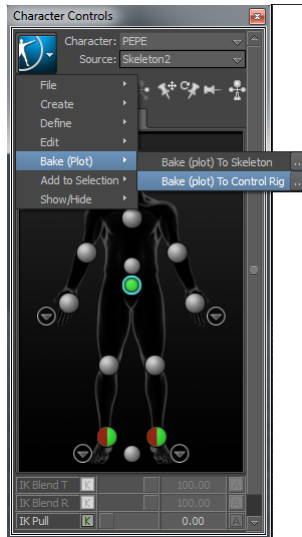 Character Controls
Character: PEPE
Source: Skeleton2
File
Create
Define
Edit
Bake (Plot)
Bake (plot) To Skeleton ..
Add to Selection
Bake (plot) To Control Rig ..
Show/Hide
IK Blend T K 100.00 A
IK Blend R K 100.00 A
IK Pull K 0.00 A